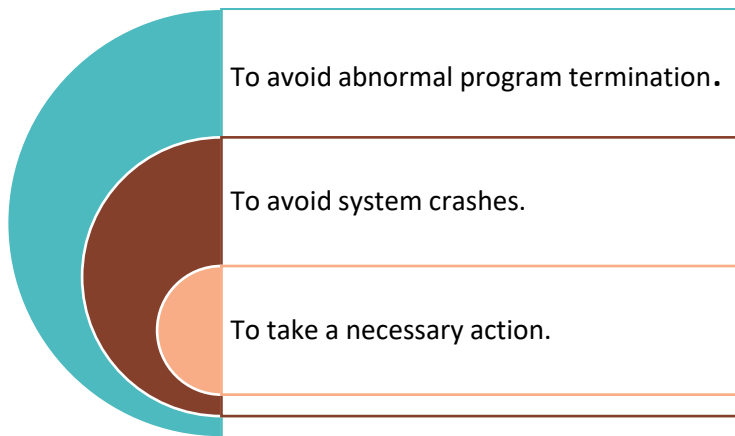 To avoid abnormal program termination.
To avoid system crashes.
To take a necessary action.